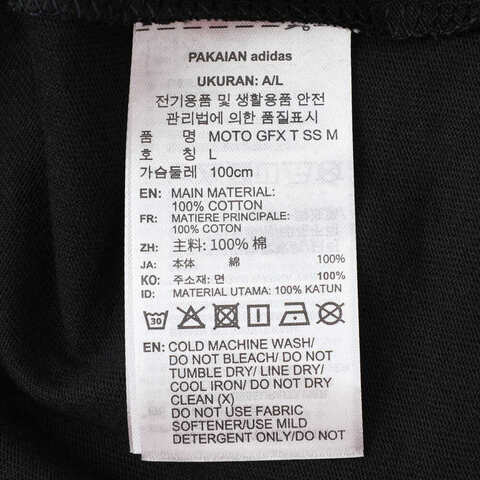 PAKAIAN adidas
UKURAN: A/L
전기용품 및 생활용품 안전
관리법에 의한 품질표시
품 명 MOTO GFX T SS M
호 칭 L
가슴둘레 100cm
EN: MAIN MATERIAL:
100% COTTON
FR: MATIERE PRINCIPALE:
100% COTON
ZH: 主料: 100% 棉
JA: 本体 綿 100%
KO: 주소재: 면 100%
ID: MATERIAL UTAMA: 100% KATUN
30
EN: COLD MACHINE WASH/
DO NOT BLEACH/ DO NOT
TUMBLE DRY/ LINE DRY/
COOL IRON/ DO NOT DRY
CLEAN (X)
DO NOT USE FABRIC
SOFTENER/USE MILD
DETERGENT ONLY/DO NOT